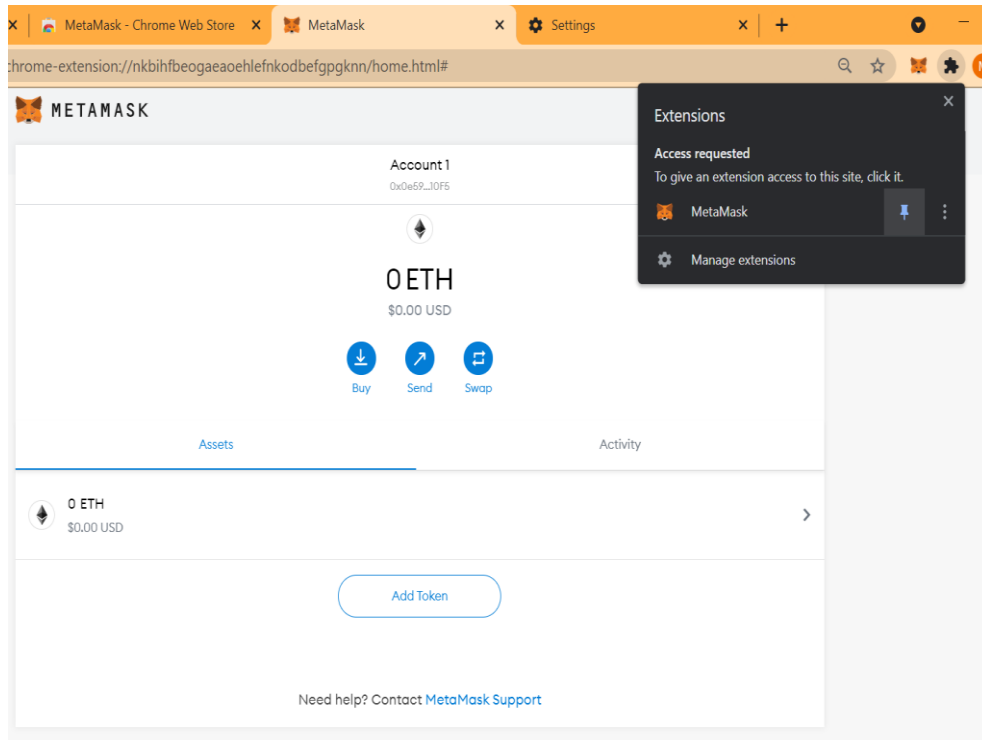 MetaMask - Chrome Web Store
MetaMask
Settings
chrome-extension://nkbihfbeogaeaoehlefnkodbefgpgknn/home.html#
METAMASK
Extensions
Access requested
To give an extension access to this site, click it.
MetaMask
Manage extensions
Account 1
0x0e59...10F5
0 ETH
$0.00 USD
Buy Send Swap
Assets Activity
0 ETH
$0.00 USD
Add Token
Need help? Contact MetaMask Support